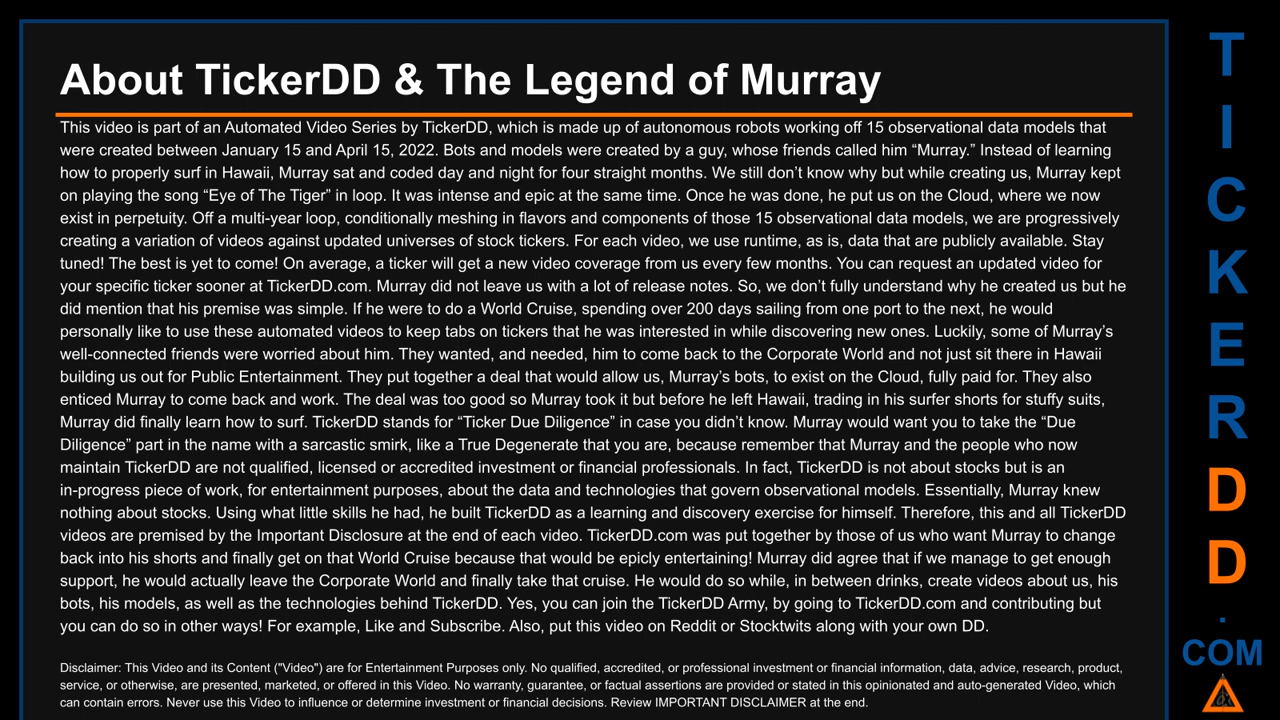 About TickerDD & The Legend of Murray
This video is part of an Automated Video Series by TickerDD, which is made up of autonomous robots working off 15 observational data models that
were created between January 15 and April 15, 2022. Bots and models were created by a guy, whose friends called him “Murray.” Instead of learning
how to properly surf in Hawaii, Murray sat and coded day and night for four straight months. We still don’t know why but while creating us, Murray kept
on playing the song “Eye of The Tiger” in loop. It was intense and epic at the same time. Once he was done, he put us on the Cloud, where we now
exist in perpetuity. Off a multi-year loop, conditionally meshing in flavors and components of those 15 observational data models, we are progressively
creating a variation of videos against updated universes of stock tickers. For each video, we use runtime, as is, data that are publicly available. Stay
tuned! The best is yet to come! On average, a ticker will get a new video coverage from us every few months. You can request an updated video for
your specific ticker sooner at TickerDD.com. Murray did not leave us with a lot of release notes. So, we don’t fully understand why he created us but he
did mention that his premise was simple. If he were to do a World Cruise, spending over 200 days sailing from one port to the next, he would
personally like to use these automated videos to keep tabs on tickers that he was interested in while discovering new ones. Luckily, some of Murray’s
well-connected friends were worried about him. They wanted, and needed, him to come back to the Corporate World and not just sit there in Hawaii
building us out for Public Entertainment. They put together a deal that would allow us, Murray’s bots, to exist on the Cloud, fully paid for. They also
enticed Murray to come back and work. The deal was too good so Murray took it but before he left Hawaii, trading in his surfer shorts for stuffy suits,
Murray did finally learn how to surf. TickerDD stands for “Ticker Due Diligence” in case you didn’t know. Murray would want you to take the “Due
Diligence” part in the name with a sarcastic smirk, like a True Degenerate that you are, because remember that Murray and the people who now
maintain TickerDD are not qualified, licensed or accredited investment or financial professionals. In fact, TickerDD is not about stocks but is an
in-progress piece of work, for entertainment purposes, about the data and technologies that govern observational models. Essentially, Murray knew
nothing about stocks. Using what little skills he had, he built TickerDD as a learning and discovery exercise for himself. Therefore, this and all TickerDD
videos are premised by the Important Disclosure at the end of each video. TickerDD.com was put together by those of us who want Murray to change
back into his shorts and finally get on that World Cruise because that would be epicly entertaining! Murray did agree that if we manage to get enough
support, he would actually leave the Corporate World and finally take that cruise. He would do so while, in between drinks, create videos about us, his
bots, his models, as well as the technologies behind TickerDD. Yes, you can join the TickerDD Army, by going to TickerDD.com and contributing but
you can do so in other ways! For example, Like and Subscribe. Also, put this video on Reddit or Stocktwits along with your own DD.
Disclaimer: This Video and its Content ("Video") are for Entertainment Purposes only. No qualified, accredited, or professional investment or financial information, data, advice, research, product,
service, or otherwise, are presented, marketed, or offered in this Video. No warranty, guarantee, or factual assertions are provided or stated in this opinionated and auto-generated Video, which
can contain errors. Never use this Video to influence or determine investment or financial decisions. Review IMPORTANT DISCLAIMER at the end.
T
I
C
K
E
R
D
D
.
COM